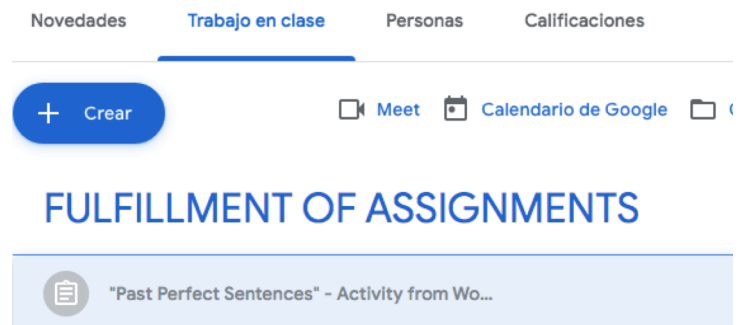 Novedades Trabajo en clase Personas Calificaciones
Crear Meet Calendario de Google
FULFILLMENT OF ASSIGNMENTS
"Past Perfect Sentences" - Activity from Wo...